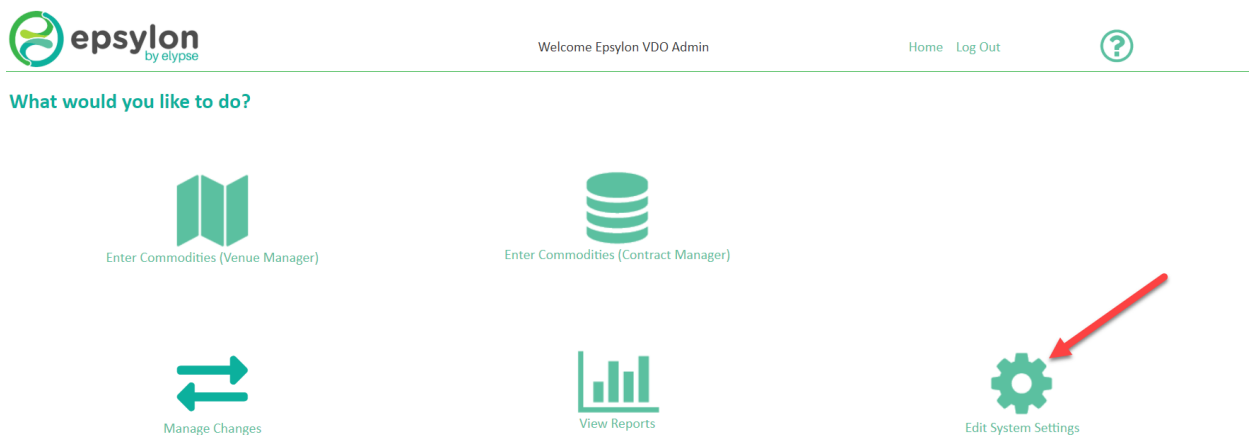 epsylon
by elypse
Welcome Epsylon VDO Admin
Home Log Out
?
What would you like to do?
Enter Commodities (Venue Manager)
Enter Commodities (Contract Manager)
Manage Changes
View Reports
Edit System Settings